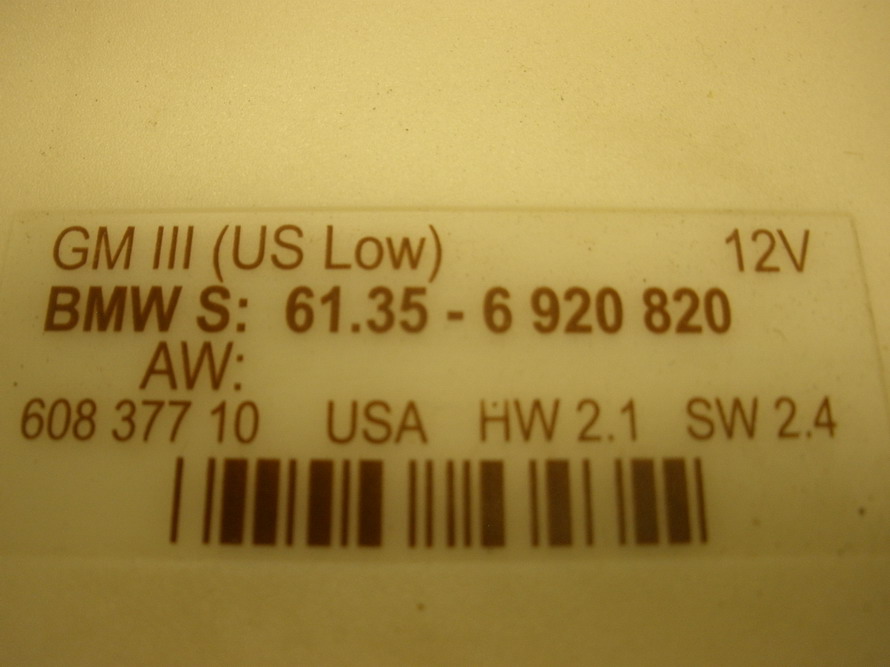 GM III (US Low) 12V
BMW S: 61.35 - 6 920 820
AW:
608 377 10 USA HW 2.1 SW 2.4